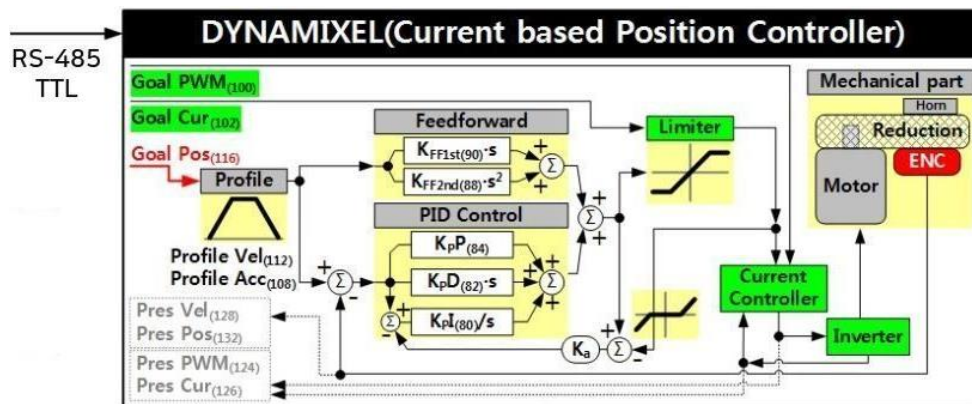 DYNAMIXEL(Current based Position Controller)
RS-485
TTL
Goal PWM(100)
Goal Cur(102)
Goal Pos(116)
Profile
Profile Vel(112)
Profile Acc(108)
Pres Vel(128)
Pres Pos(132)
Pres PWM(124)
Pres Cur(126)
Feedforward
KFF1st(90)·s
KFF2nd(88)·s²
+
+
Σ
PID Control
KPP(84)
KPD(82)·s
KPI(80)/s
+
-
Σ
Σ
-
+
+
+
Σ
+
+
Σ
Limiter
Ka
+
-
Σ
Mechanical part
Horn
Reduction
Motor
ENC
Current
Controller
Inverter